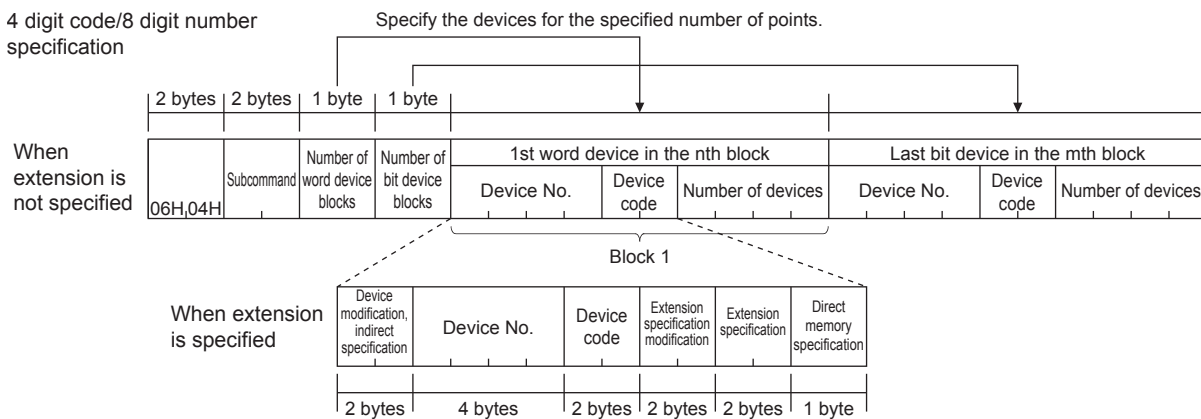 4 digit code/8 digit number
specification
Specify the devices for the specified number of points.
2 bytes 2 bytes 1 byte 1 byte
When
extension is
not specified
06H,04H
Subcommand
Number of
word device
blocks
Number of
bit device
blocks
1st word device in the nth block
Device No.
Device
code
Number of devices
Last bit device in the mth block
Device No.
Device
code
Number of devices
Block 1
When extension
is specified
Device
modification,
indirect
specification
Device No.
Device
code
Extension
specification
modification
Extension
specification
Direct
memory
specification
2 bytes 4 bytes 2 bytes 2 bytes 2 bytes 1 byte